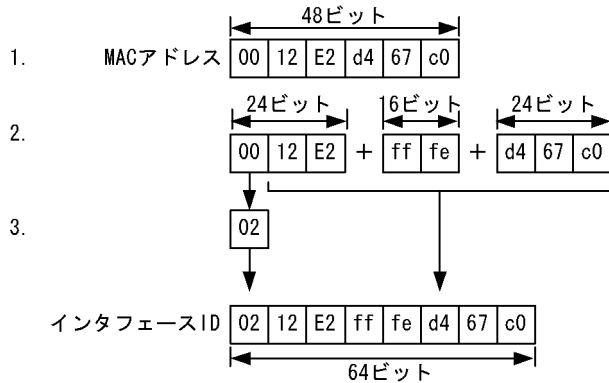 48ビット
1. MACアドレス 00 12 E2 d4 67 c0
24ビット 16ビット 24ビット
2. 00 12 E2 + ff fe + d4 67 c0
3. 02
インタフェースID 02 12 E2 ff fe d4 67 c0
64ビット